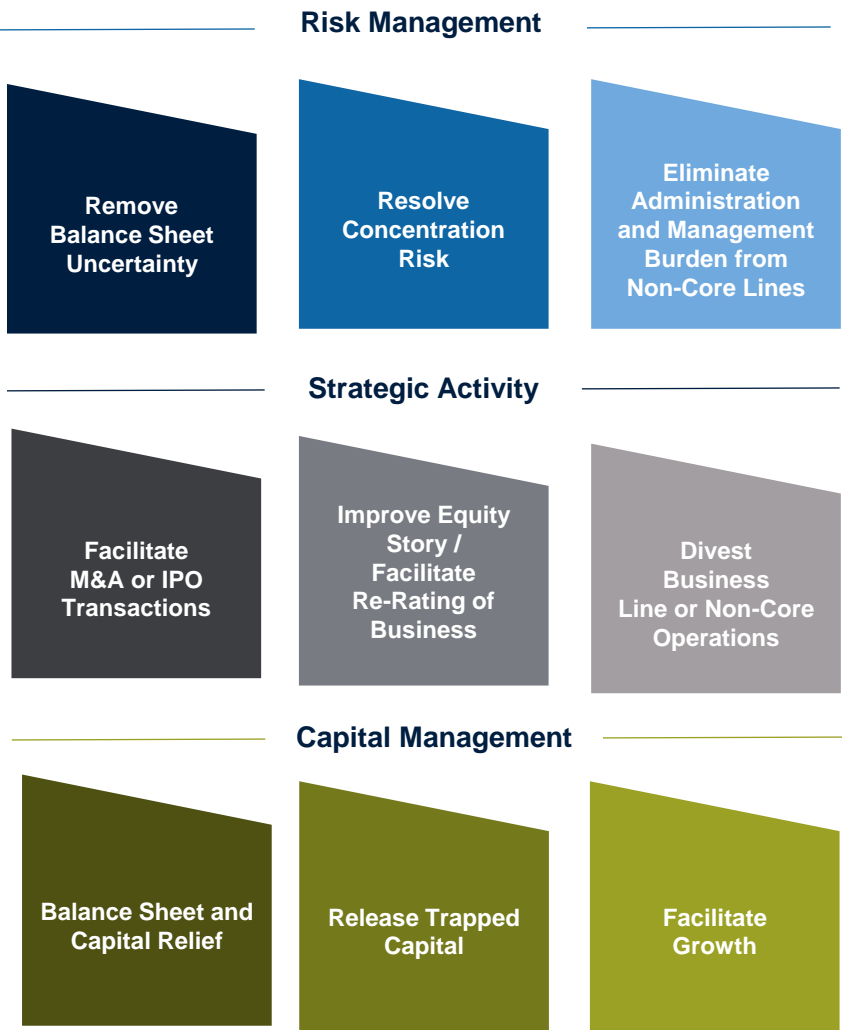 Risk Management
Remove
Balance Sheet
Uncertainty
Resolve
Concentration
Risk
Eliminate
Administration
and Management
Burden from
Non-Core Lines
Strategic Activity
Facilitate
M&A or IPO
Transactions
Improve Equity
Story /
Facilitate
Re-Rating of
Business
Divest
Business
Line or Non-Core
Operations
Capital Management
Balance Sheet and
Capital Relief
Release Trapped
Capital
Facilitate
Growth